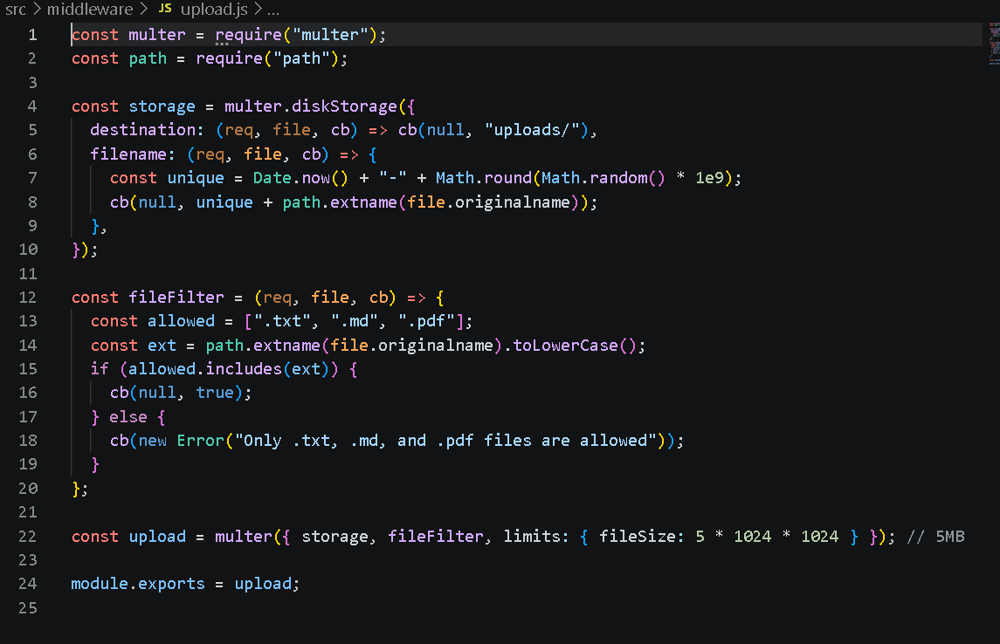 src > middleware > JS upload.js > ...
1 const multer = require("multer");
2 const path = require("path");
3
4 const storage = multer.diskStorage({
5   destination: (req, file, cb) => cb(null, "uploads/"),
6   filename: (req, file, cb) => {
7     const unique = Date.now() + "-" + Math.round(Math.random() * 1e9);
8     cb(null, unique + path.extname(file.originalname));
9   },
10 });
11
12 const fileFilter = (req, file, cb) => {
13   const allowed = [".txt", ".md", ".pdf"];
14   const ext = path.extname(file.originalname).toLowerCase();
15   if (allowed.includes(ext)) {
16     cb(null, true);
17   } else {
18     cb(new Error("Only .txt, .md, and .pdf files are allowed"));
19   }
20 };
21
22 const upload = multer({ storage, fileFilter, limits: { fileSize: 5 * 1024 * 1024 } }); // 5MB
23
24 module.exports = upload;
25